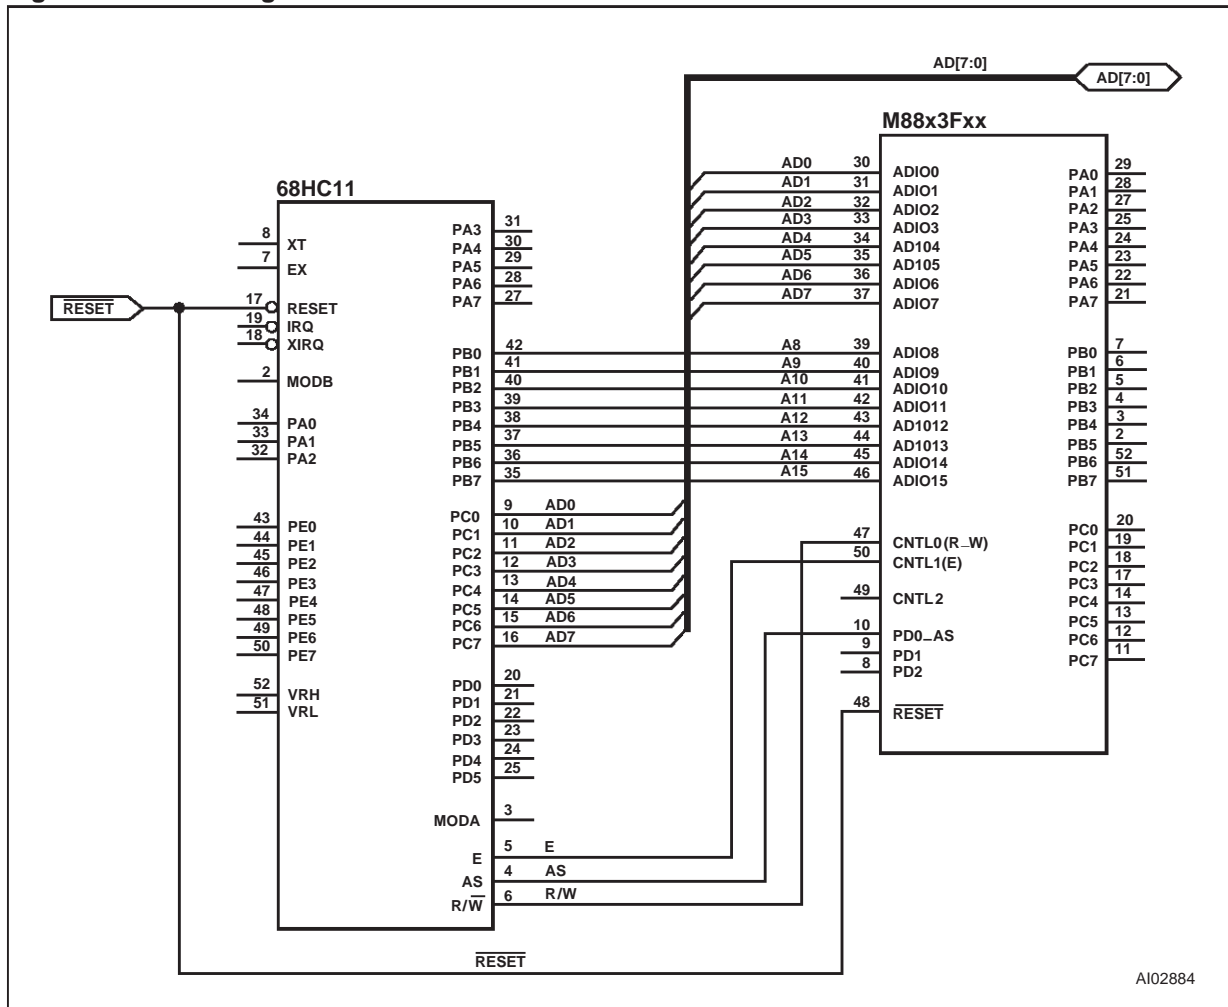 AD[7:0]
AD[7:0]
M88x3Fxx
68HC11
8 XT
7 EX
RESET
17 RESET
19 IRQ
18 XIRQ
2 MODB
34 PA0
33 PA1
32 PA2
43 PE0
44 PE1
45 PE2
46 PE3
47 PE4
48 PE5
49 PE6
50 PE7
52 VRH
51 VRL
PA3 31
PA4 30
PA5 29
PA6 28
PA7 27
PB0 42
PB1 41
PB2 40
PB3 39
PB4 38
PB5 37
PB6 36
PB7 35
PC0 9 AD0
PC1 10 AD1
PC2 11 AD2
PC3 12 AD3
PC4 13 AD4
PC5 14 AD5
PC6 15 AD6
PC7 16 AD7
PD0 20
PD1 21
PD2 22
PD3 23
PD4 24
PD5 25
MODA 3
E 5 E
AS 4 AS
R/W 6 R/W
RESET
AD0 30 ADIO0
AD1 31 ADIO1
AD2 32 ADIO2
AD3 33 ADIO3
AD4 34 AD104
AD5 35 AD105
AD6 36 ADIO6
AD7 37 ADIO7
A8 39 ADIO8
A9 40 ADIO9
A10 41 ADIO10
A11 42 ADIO11
A12 43 AD1012
A13 44 AD1013
A14 45 ADIO14
A15 46 ADIO15
47 CNTL0(R_W)
50 CNTL1(E)
49 CNTL2
10 PD0_AS
9 PD1
8 PD2
48 RESET
PA0 29
PA1 28
PA2 27
PA3 25
PA4 24
PA5 23
PA6 22
PA7 21
PB0 7
PB1 6
PB2 5
PB3 4
PB4 3
PB5 2
PB6 52
PB7 51
PC0 20
PC1 19
PC2 18
PC3 17
PC4 14
PC5 13
PC6 12
PC7 11
AI02884